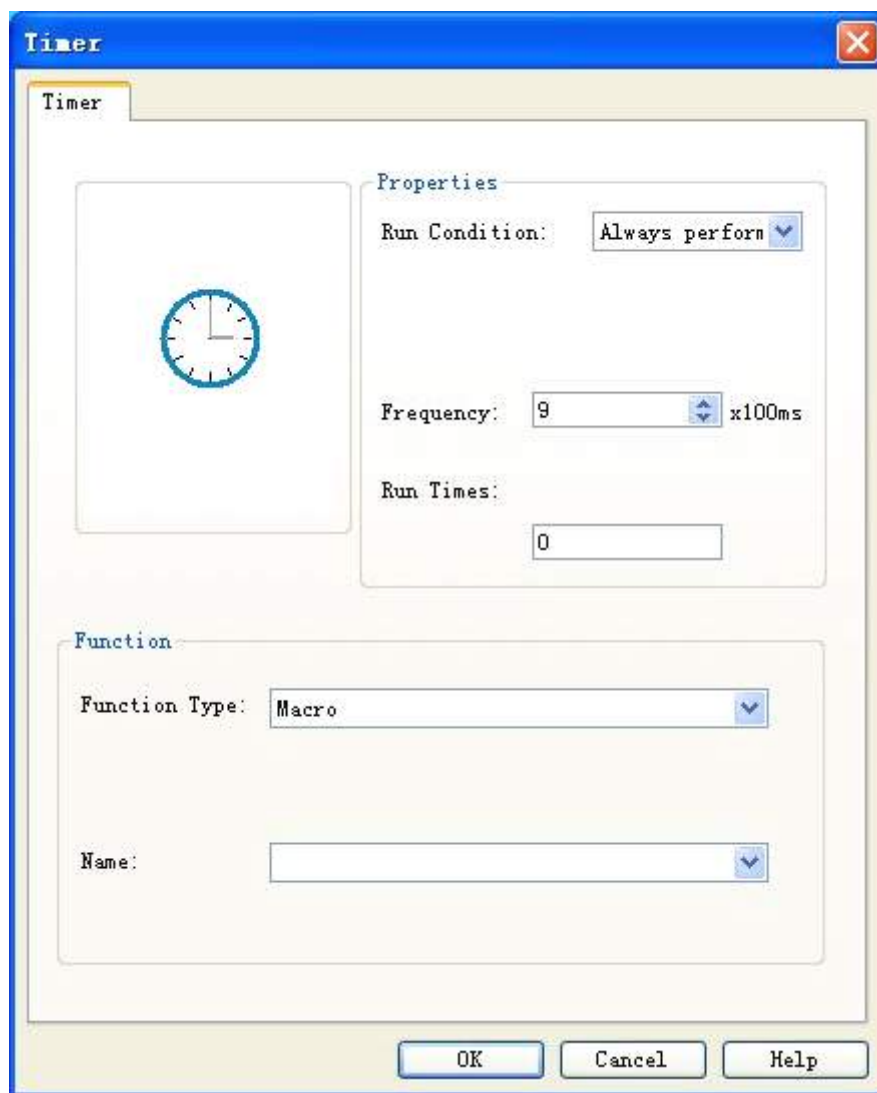 Timer
Timer
Properties
Run Condition: Always perform
Frequency: 9 x100ms
Run Times:
0
Function
Function Type: Macro
Name:
OK Cancel Help